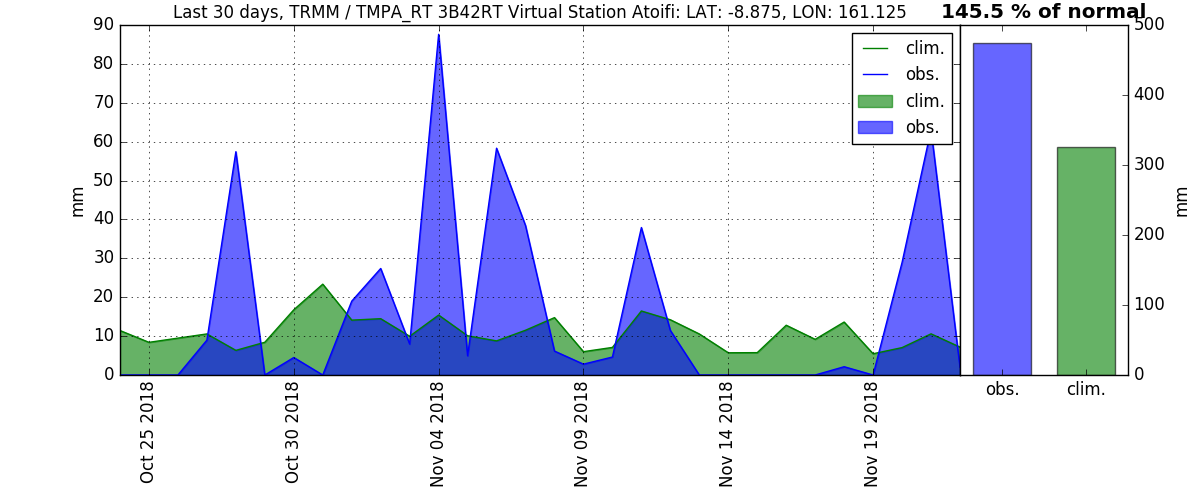 Last 30 days, TRMM / TMPA_RT 3B42RT Virtual Station Atoifi: LAT: -8.875, LON: 161.125
145.5 % of normal
90
80
70
60
50
40
30
20
10
0
mm
clim.
obs.
clim.
obs.
Oct 25 2018
Oct 30 2018
Nov 04 2018
Nov 09 2018
Nov 14 2018
Nov 19 2018
obs.
clim.
500
400
300
200
100
0
mm